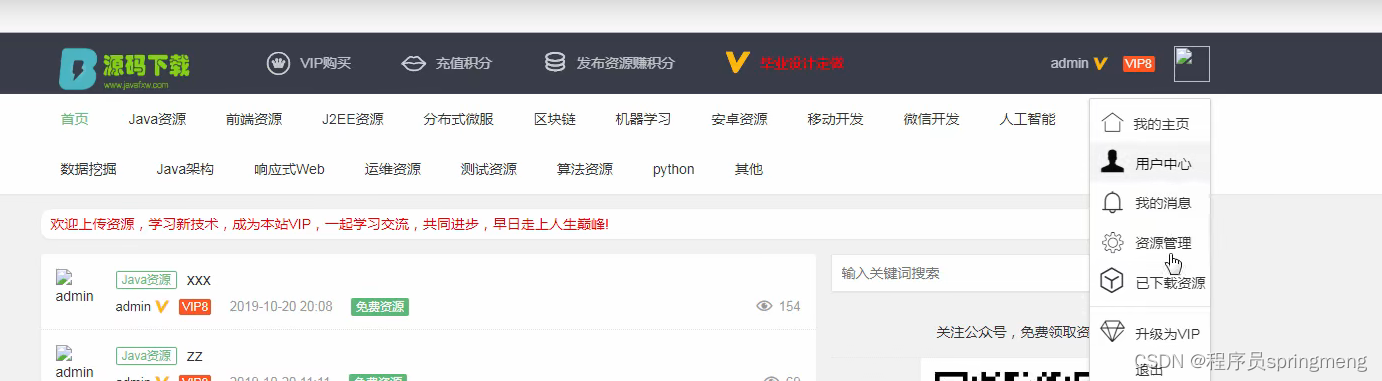 源码下载
www.javafxw.com
VIP购买 充值积分 发布资源赚积分 毕业设计定做 admin VIP8
首页 Java资源 前端资源 J2EE资源 分布式微服 区块链 机器学习 安卓资源 移动开发 微信开发 人工智能
数据挖掘 Java架构 响应式Web 运维资源 测试资源 算法资源 python 其他
我的主页
用户中心
我的消息
资源管理
已下载资源
升级为VIP
退出
欢迎上传资源，学习新技术，成为本站VIP，一起学习交流，共同进步，早日走上人生巅峰!
admin
Java资源 XXX
admin VIP8 2019-10-20 20:08 免费资源 154
admin
Java资源 ZZ
admin VIP8 2019-10-20 11:11 免费资源 69
输入关键词搜索
关注公众号，免费领取资
CSDN @程序员springmeng